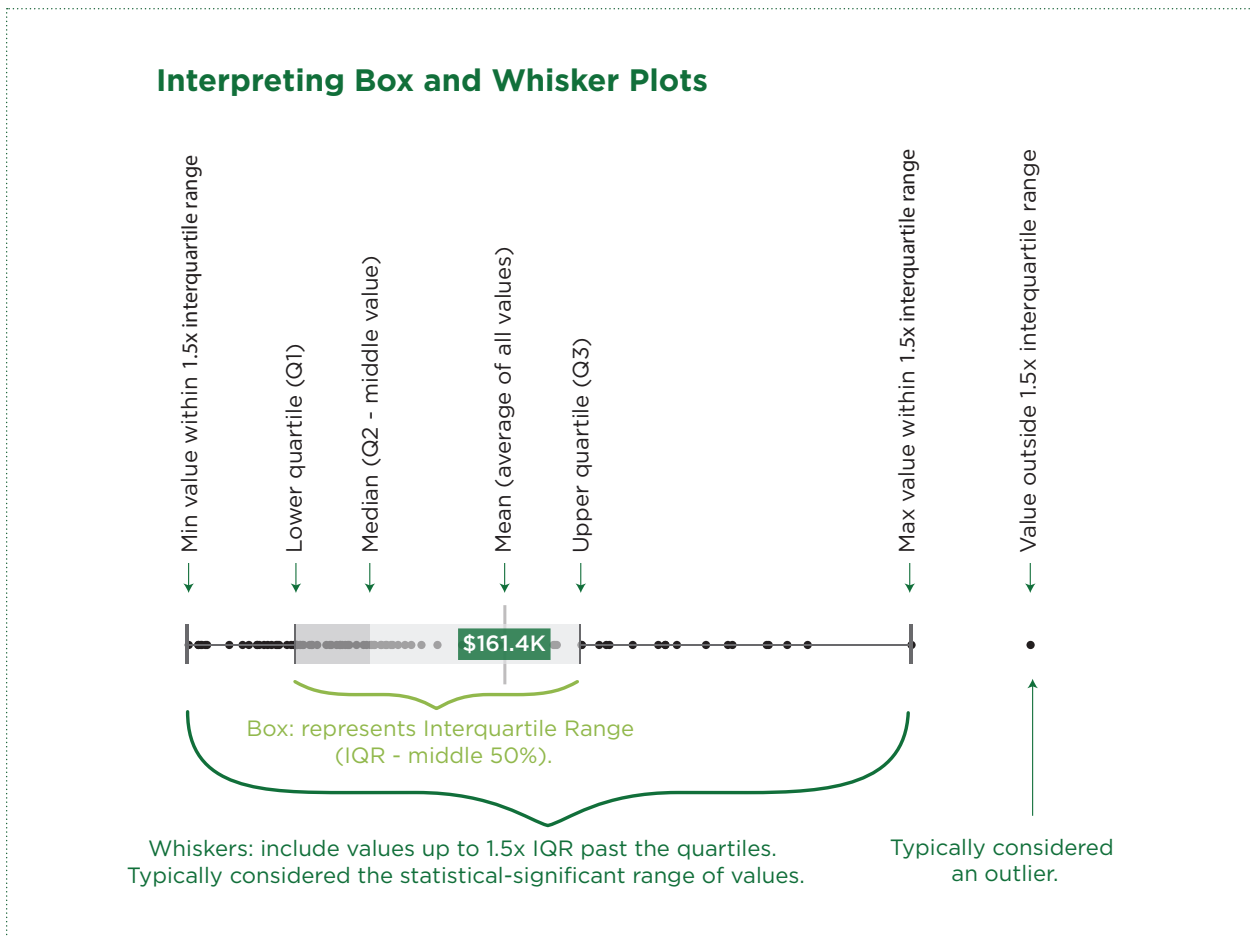 Interpreting Box and Whisker Plots
Min value within 1.5x interquartile range
Lower quartile (Q1)
Median (Q2 - middle value)
Mean (average of all values)
Upper quartile (Q3)
Max value within 1.5x interquartile range
Value outside 1.5x interquartile range
$161.4K
Box: represents Interquartile Range
(IQR - middle 50%).
Whiskers: include values up to 1.5x IQR past the quartiles.
Typically considered the statistical-significant range of values.
Typically considered
an outlier.